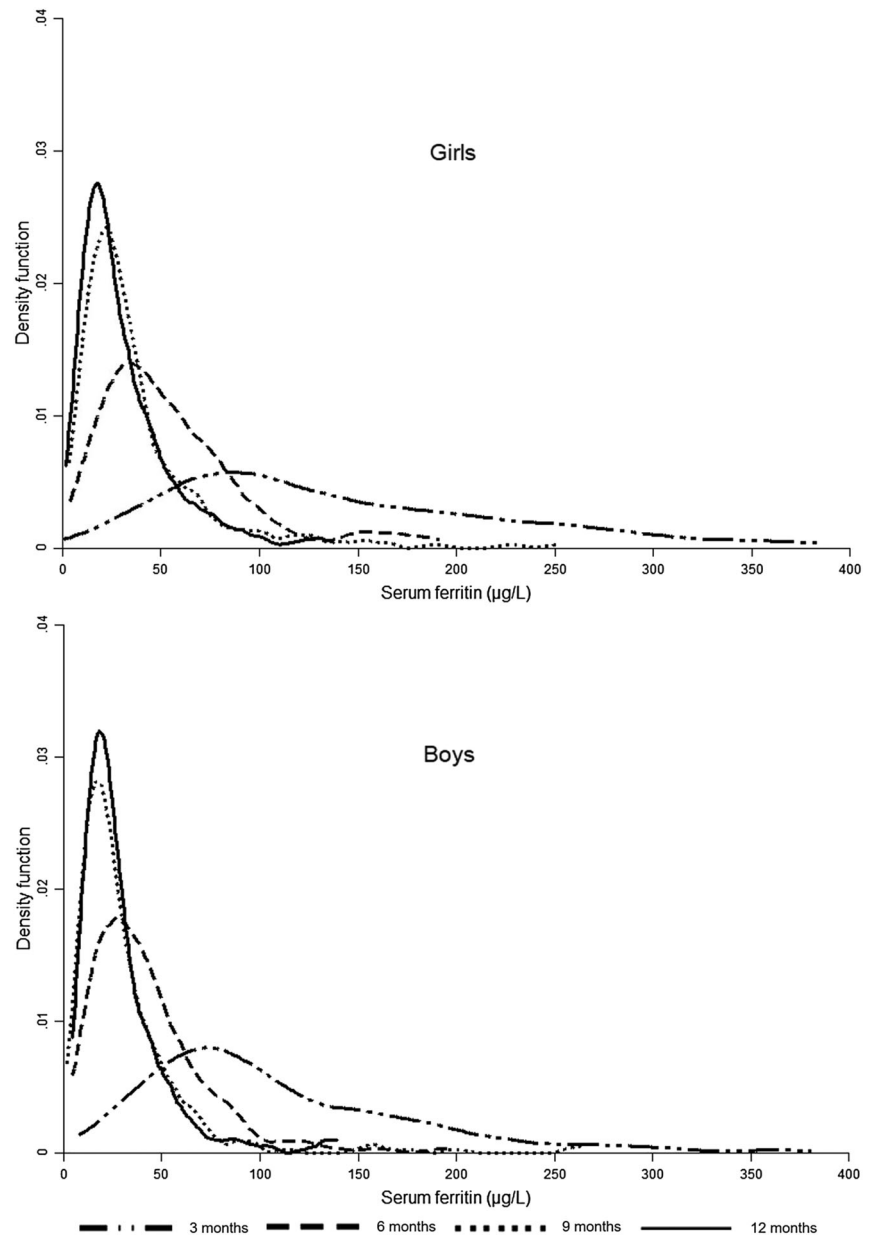 .04
.03
Girls
Density function
.02
.01
0
0 50 100 150 200 250 300 350 400
Serum ferritin (µg/L)
.04
.03
Boys
Density function
.02
.01
0
0 50 100 150 200 250 300 350 400
Serum ferritin (µg/L)
3 months 6 months 9 months 12 months